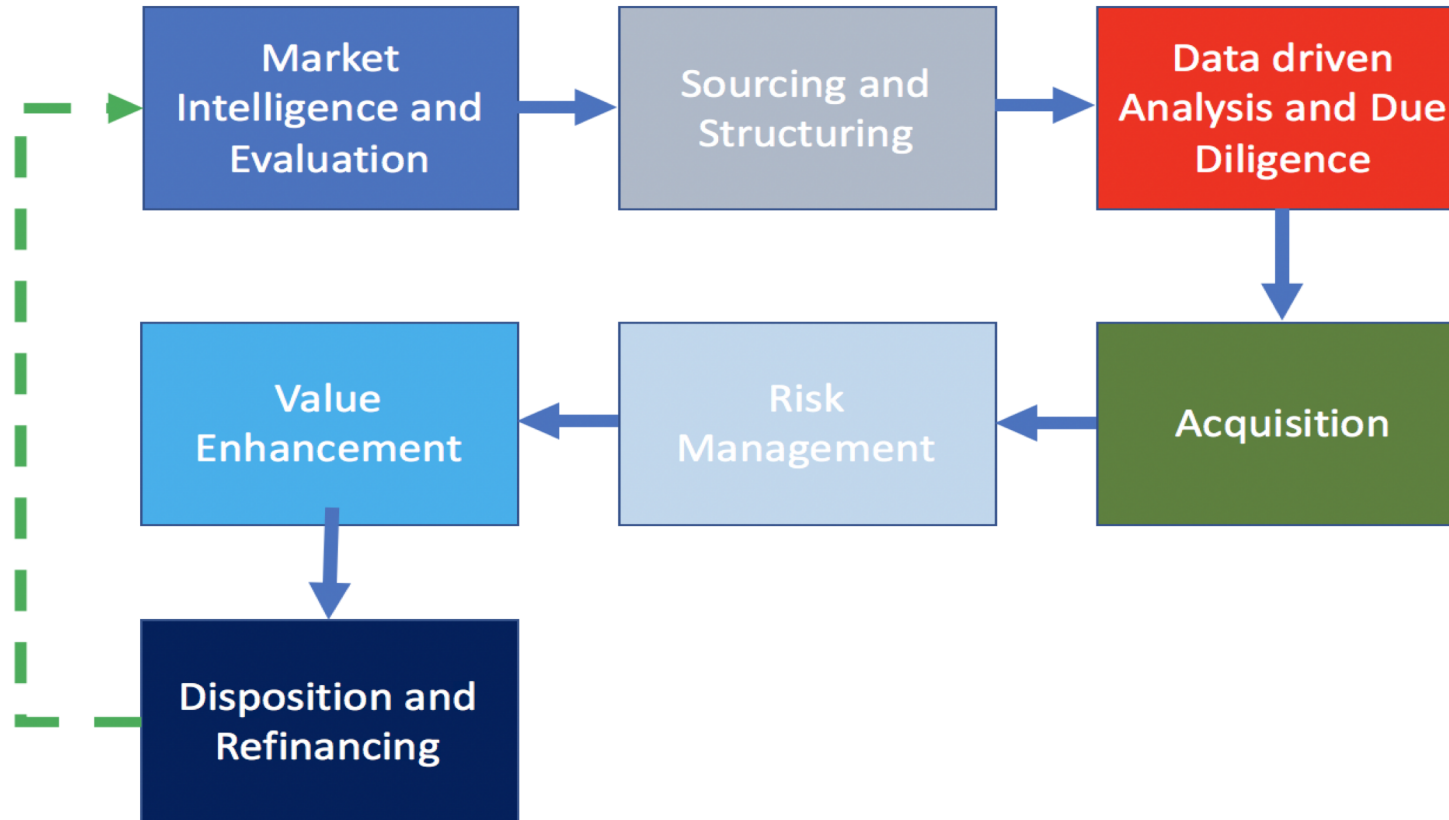 Market
Intelligence and
Evaluation
Sourcing and
Structuring
Data driven
Analysis and Due
Diligence
Value
Enhancement
Risk
Management
Acquisition
Disposition and
Refinancing